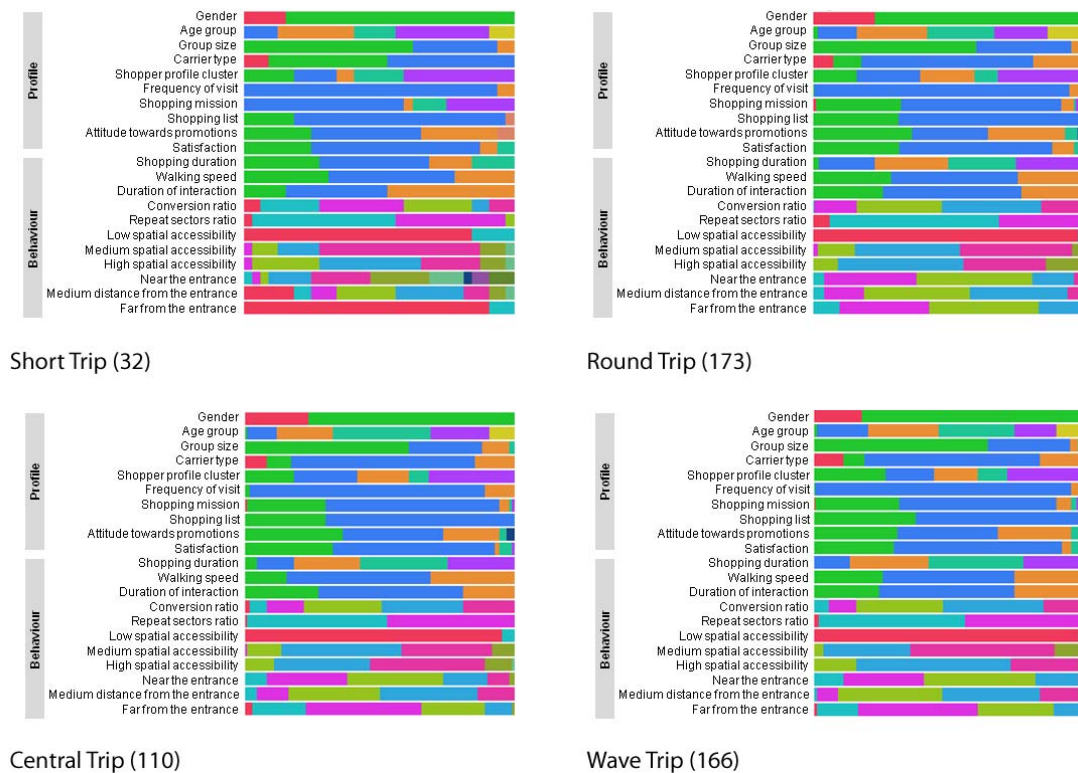 Profile
Behaviour
Gender
Age group
Group size
Carrier type
Shopper profile cluster
Frequency of visit
Shopping mission
Shopping list
Attitude towards promotions
Satisfaction
Shopping duration
Walking speed
Duration of interaction
Conversion ratio
Repeat sectors ratio
Low spatial accessibility
Medium spatial accessibility
High spatial accessibility
Near the entrance
Medium distance from the entrance
Far from the entrance
Short Trip (32)
Profile
Behaviour
Gender
Age group
Group size
Carrier type
Shopper profile cluster
Frequency of visit
Shopping mission
Shopping list
Attitude towards promotions
Satisfaction
Shopping duration
Walking speed
Duration of interaction
Conversion ratio
Repeat sectors ratio
Low spatial accessibility
Medium spatial accessibility
High spatial accessibility
Near the entrance
Medium distance from the entrance
Far from the entrance
Round Trip (173)
Profile
Behaviour
Gender
Age group
Group size
Carrier type
Shopper profile cluster
Frequency of visit
Shopping mission
Shopping list
Attitude towards promotions
Satisfaction
Shopping duration
Walking speed
Duration of interaction
Conversion ratio
Repeat sectors ratio
Low spatial accessibility
Medium spatial accessibility
High spatial accessibility
Near the entrance
Medium distance from the entrance
Far from the entrance
Central Trip (110)
Profile
Behaviour
Gender
Age group
Group size
Carrier type
Shopper profile cluster
Frequency of visit
Shopping mission
Shopping list
Attitude towards promotions
Satisfaction
Shopping duration
Walking speed
Duration of interaction
Conversion ratio
Repeat sectors ratio
Low spatial accessibility
Medium spatial accessibility
High spatial accessibility
Near the entrance
Medium distance from the entrance
Far from the entrance
Wave Trip (166)